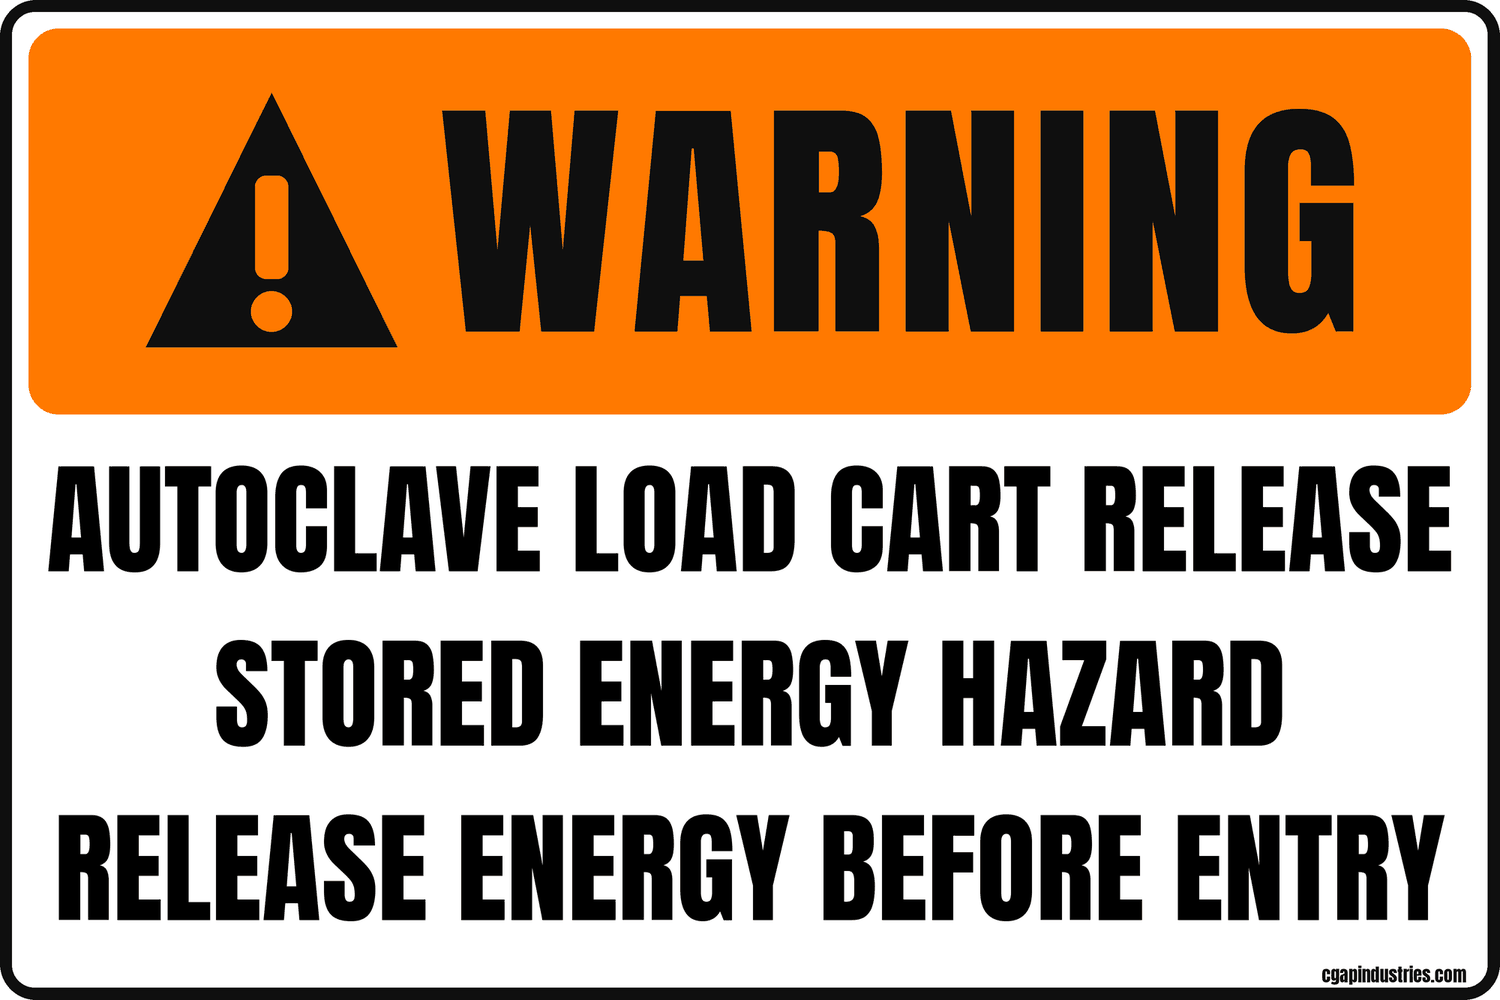 WARNING
AUTOCLAVE LOAD CART RELEASE
STORED ENERGY HAZARD
RELEASE ENERGY BEFORE ENTRY
cgapindustries.com